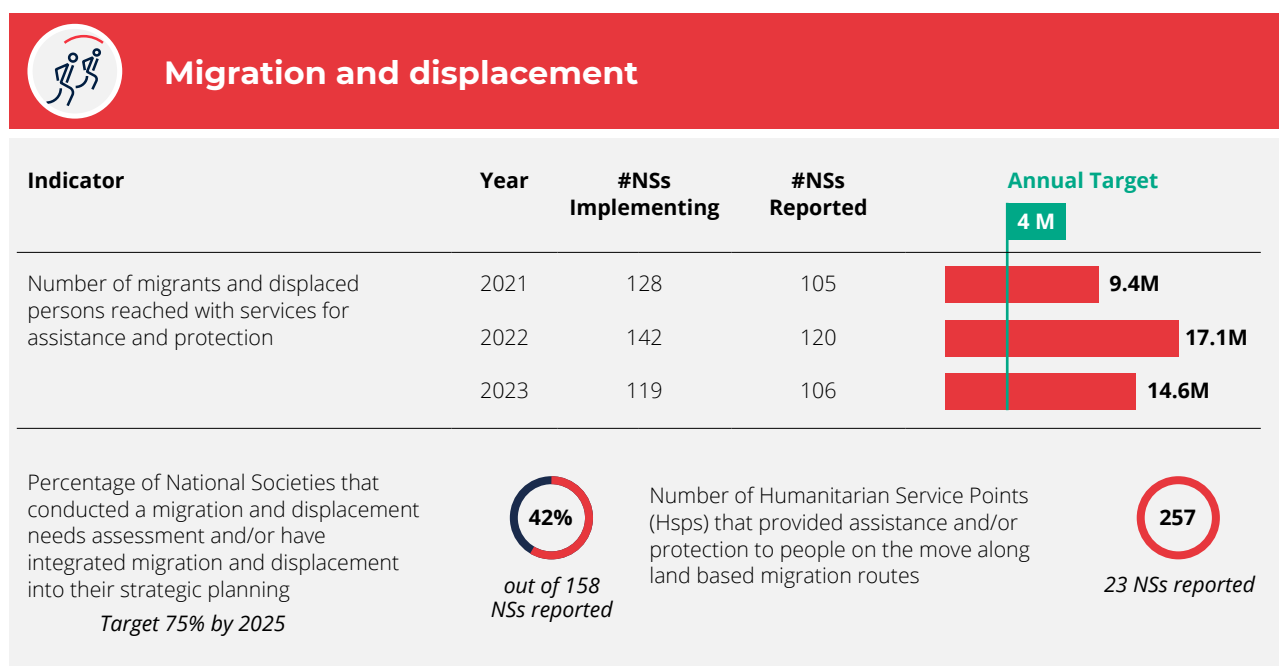 Migration and displacement
Indicator
Year
#NSs
Implementing
#NSs
Reported
Annual Target
4 M
Number of migrants and displaced
persons reached with services for
assistance and protection
2021
128
105
9.4M
2022
142
120
17.1M
2023
119
106
14.6M
Percentage of National Societies that
conducted a migration and displacement
needs assessment and/or have
integrated migration and displacement
into their strategic planning
Target 75% by 2025
42%
out of 158
NSs reported
Number of Humanitarian Service Points
(Hsps) that provided assistance and/or
protection to people on the move along
land based migration routes
257
23 NSs reported